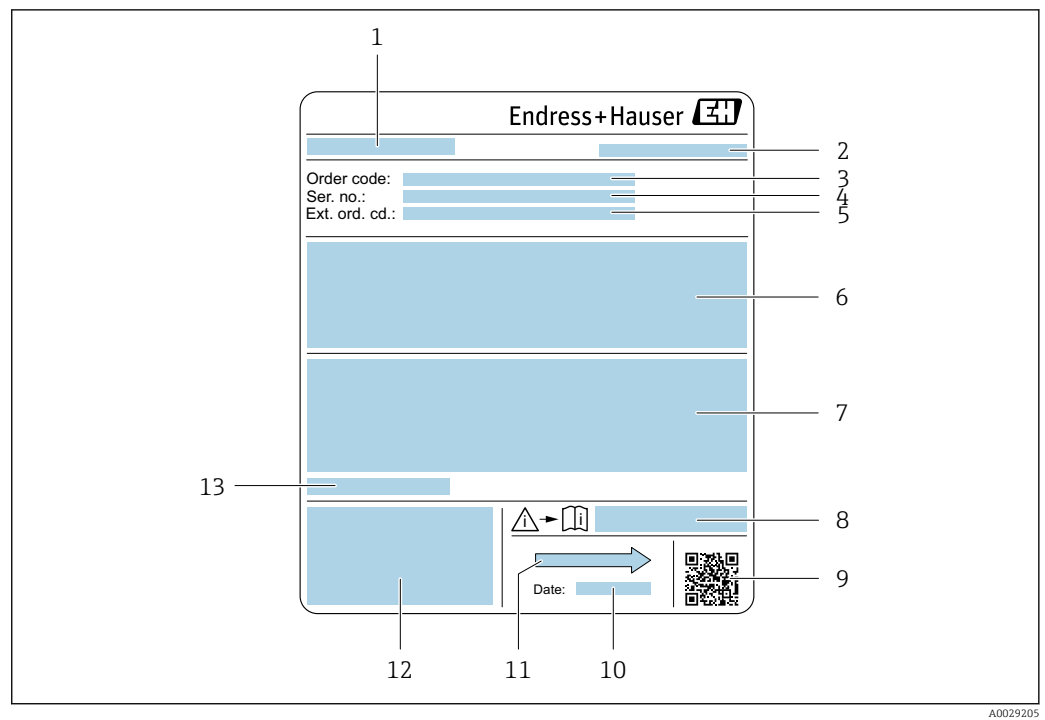 1
Endress+Hauser EH
2
Order code:
3
Ser. no.:
4
Ext. ord. cd.:
5
6
7
13
i i
8
9
11
Date:
12
10
A0029205